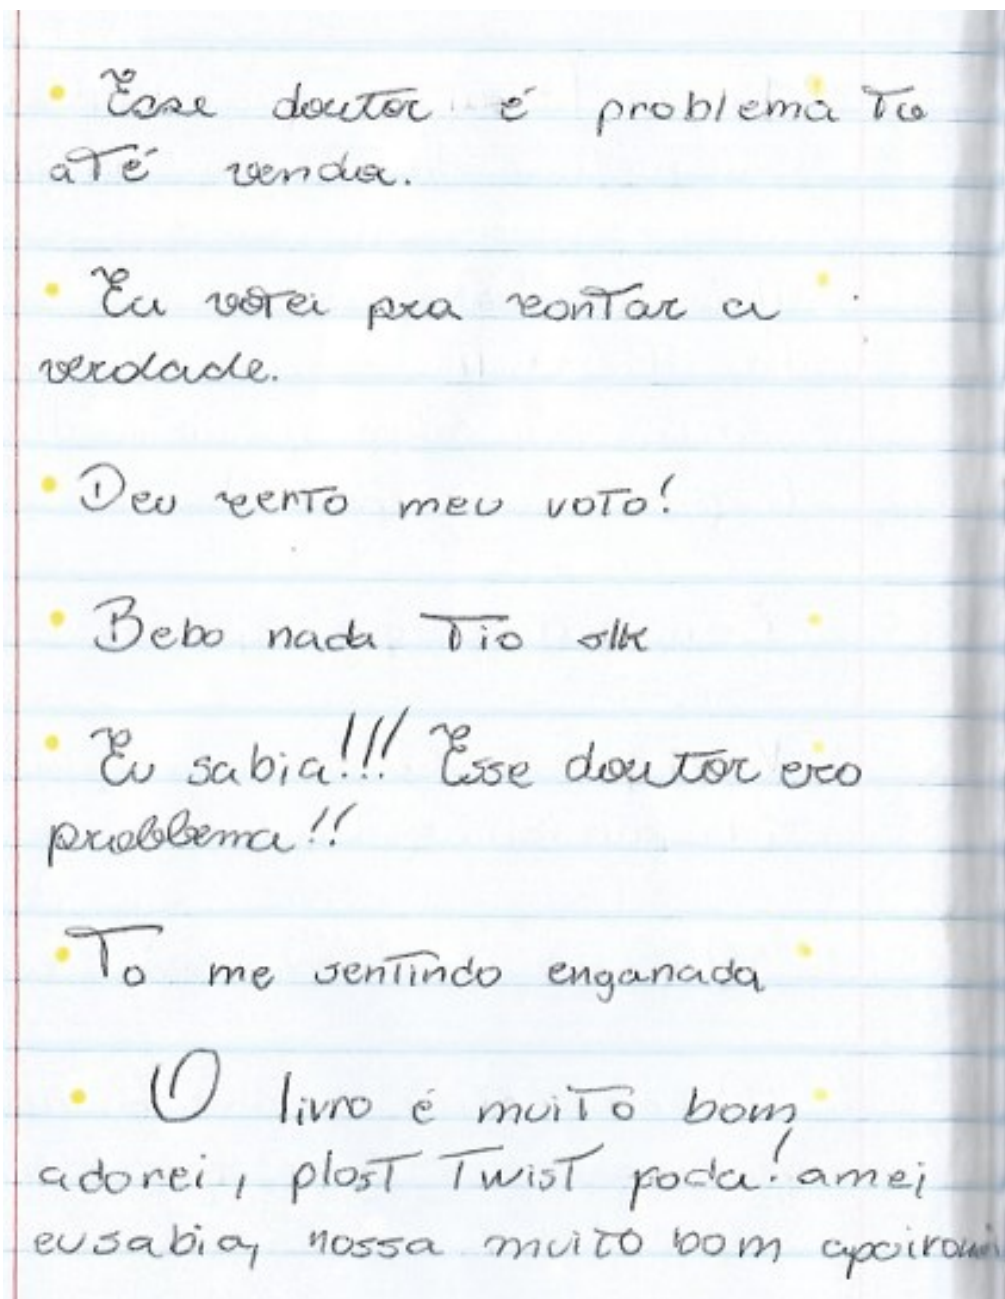 • Esse doutor é problema To
até vendo.
• Eu votei pra contar a
verdade.
• Deu certo meu voto!
• Bebo nada Tio slk
• Eu sabia!!! Esse doutor era
problema!!
• To me sentindo enganada
• O livro é muito bom
adorei, plost Twist foda! amei
eu sabia, nossa muito bom